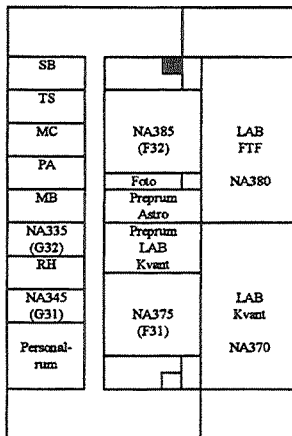 SB
TS
MC
PA
MB
NA335
(G32)
RH
NA345
(G31)
Personal-
rum
NA385
(F32)
Foto
Preprum
Astro
Preprum
LAB
Kvant
NA375
(F31)
LAB
FTF
NA380
LAB
Kvant
NA370